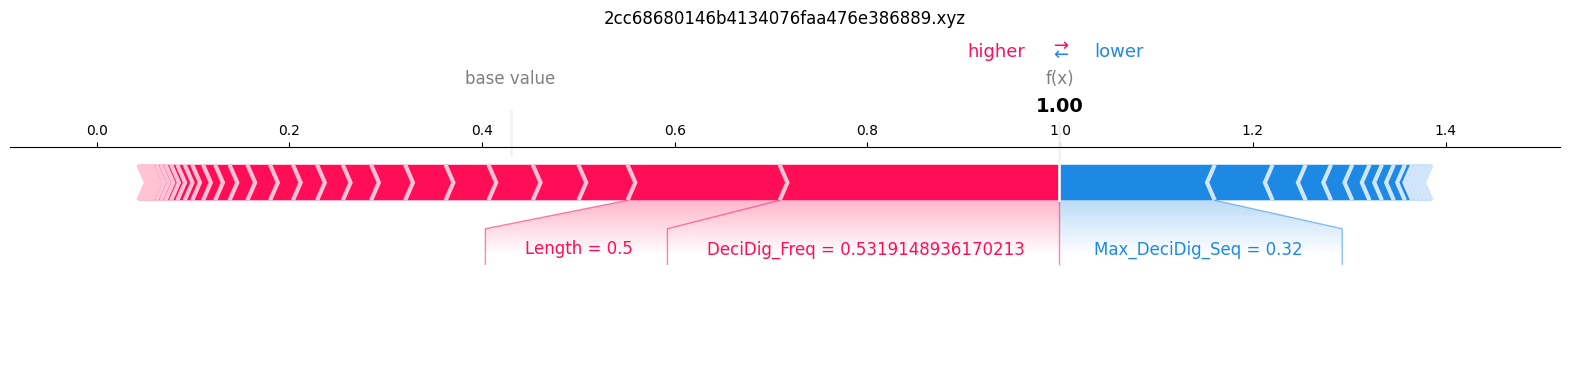 2cc68680146b4134076faa476e386889.xyz
higher ⇄ lower
base value f(x)
1.00
0.0 0.2 0.4 0.6 0.8 1.0 1.2 1.4
Length = 0.5 DeciDig_Freq = 0.5319148936170213 Max_DeciDig_Seq = 0.32